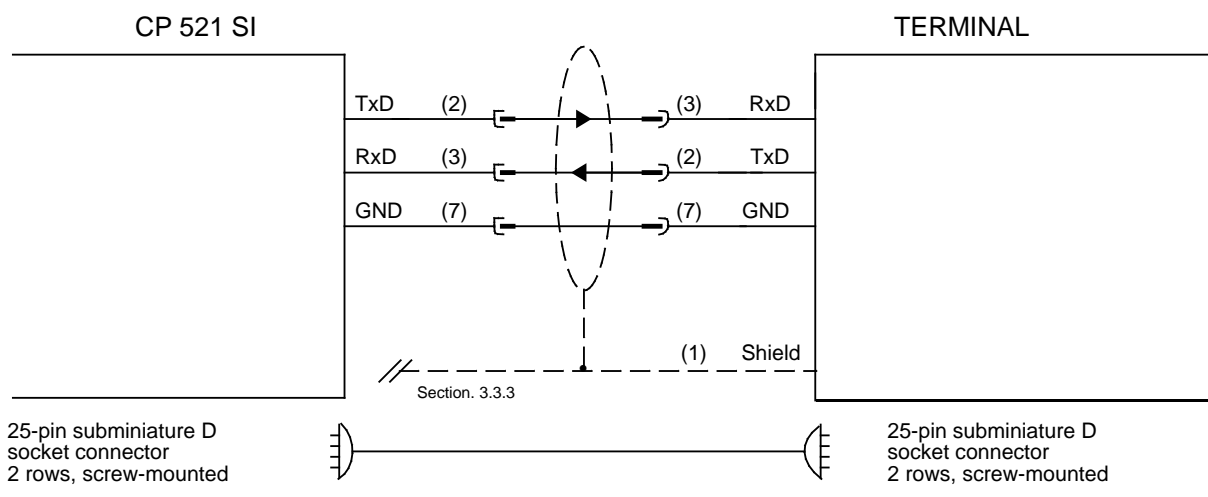 CP 521 SI
TERMINAL
TxD (2) (3) RxD
RxD (3) (2) TxD
GND (7) (7) GND
(1) Shield
Section. 3.3.3
25-pin subminiature D
socket connector
2 rows, screw-mounted
25-pin subminiature D
socket connector
2 rows, screw-mounted